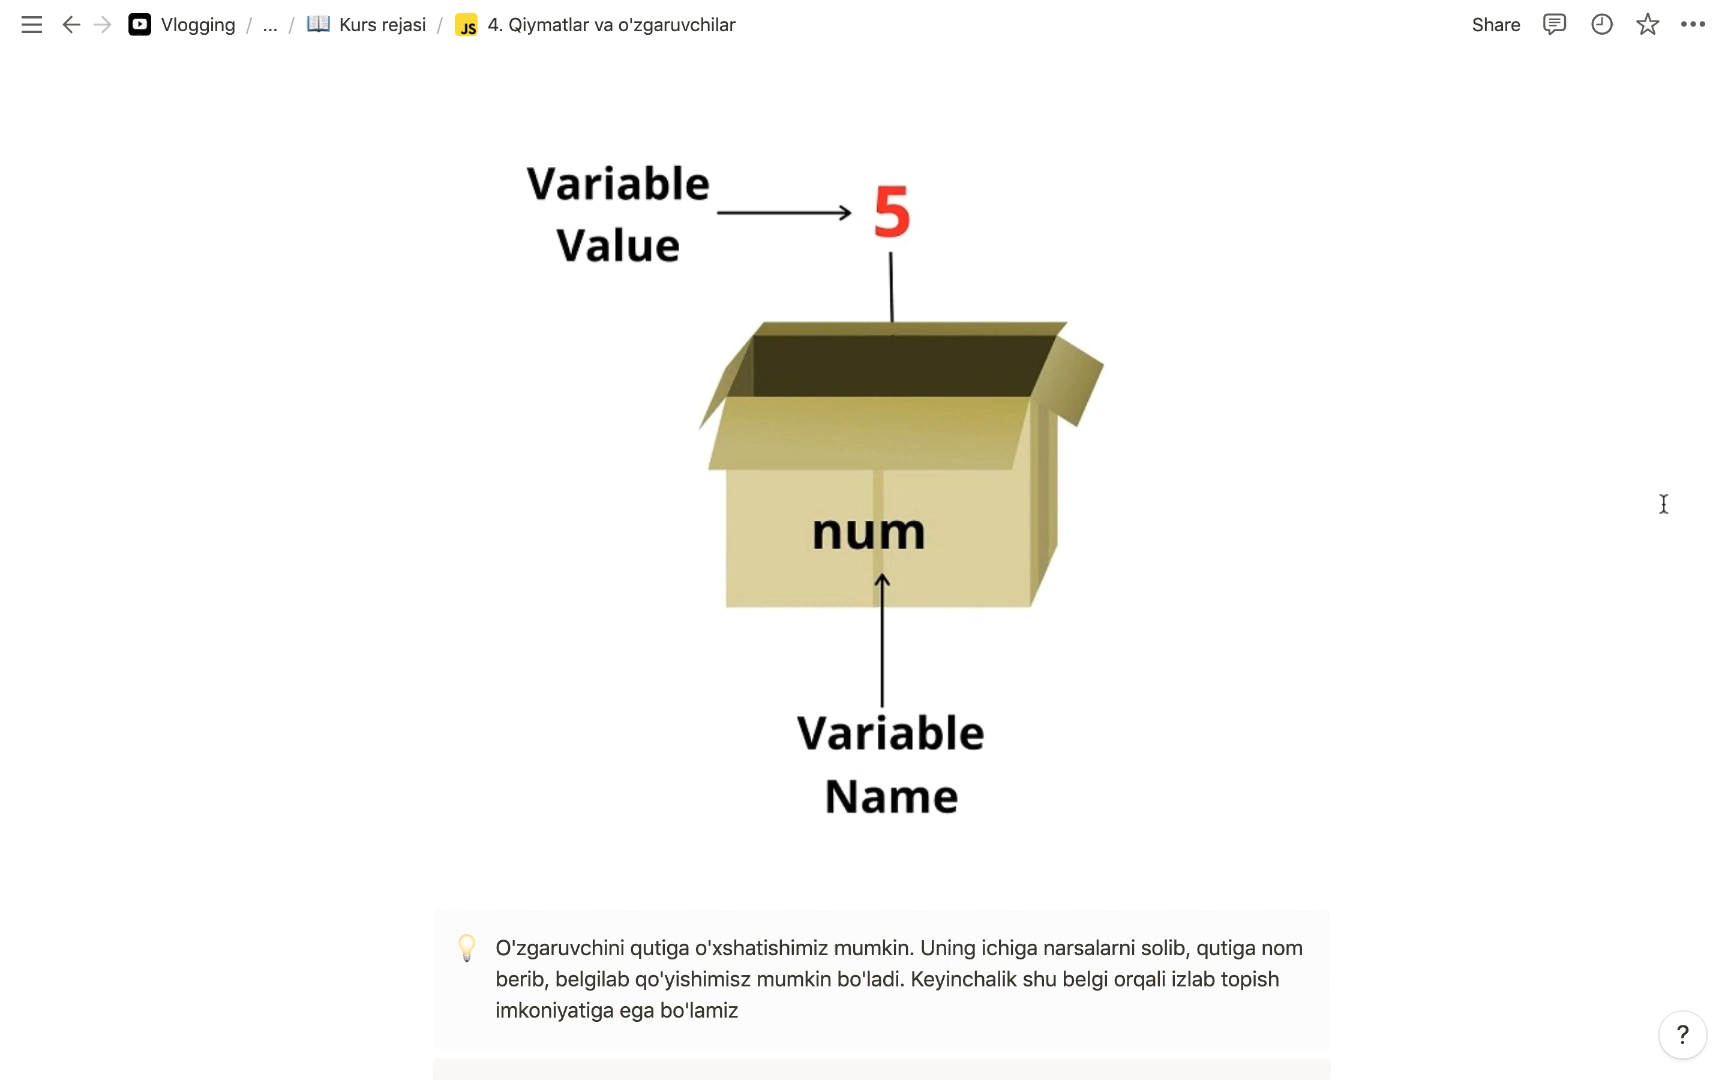 Vlogging / ... / Kurs rejasi / JS 4. Qiymatlar va o'zgaruvchilar
Share
Variable
Value
5
num
Variable
Name
O'zgaruvchini qutiga o'xshatishimiz mumkin. Uning ichiga narsalarni solib, qutiga nom
berib, belgilab qo'yishimisz mumkin bo'ladi. Keyinchalik shu belgi orqali izlab topish
imkoniyatiga ega bo'lamiz
?